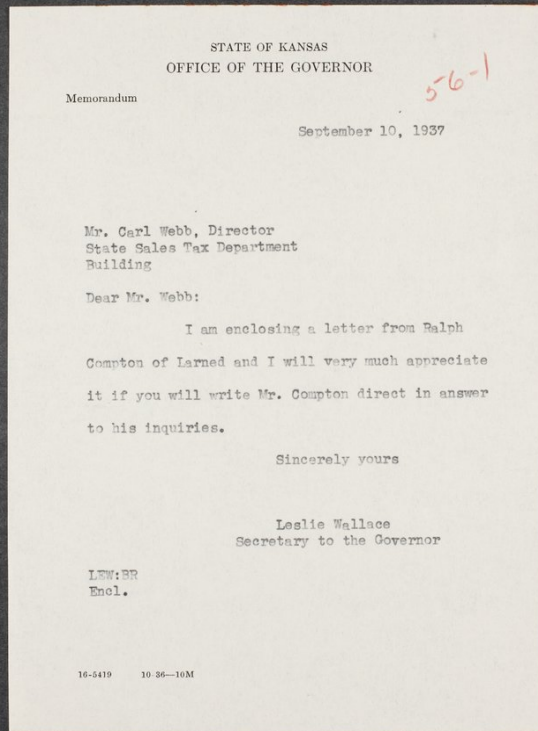 STATE OF KANSAS
OFFICE OF THE GOVERNOR
56-1
Memorandum
September 10, 1937
Mr. Carl Webb, Director
State Sales Tax Department
Building
Dear Mr. Webb:
I am enclosing a letter from Ralph
Compton of Larned and I will very much appreciate
it if you will write Mr. Compton direct in answer
to his inquiries.
Sincerely yours
Leslie Wallace
Secretary to the Governor
LEW:BR
Encl.
16-5419 10-36—10M